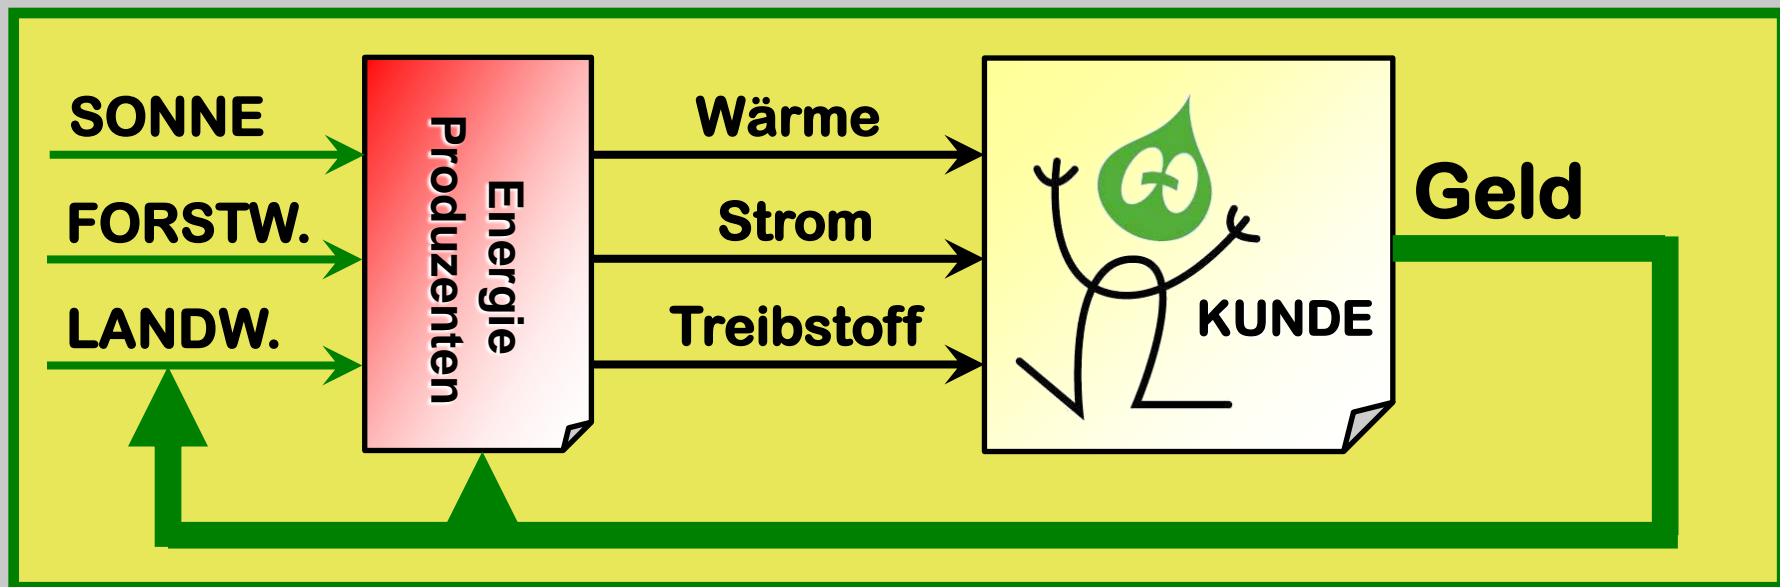 SONNE
FORSTW.
LANDW.
Energie
Produzenten
Wärme
Strom
Treibstoff
KUNDE
Geld